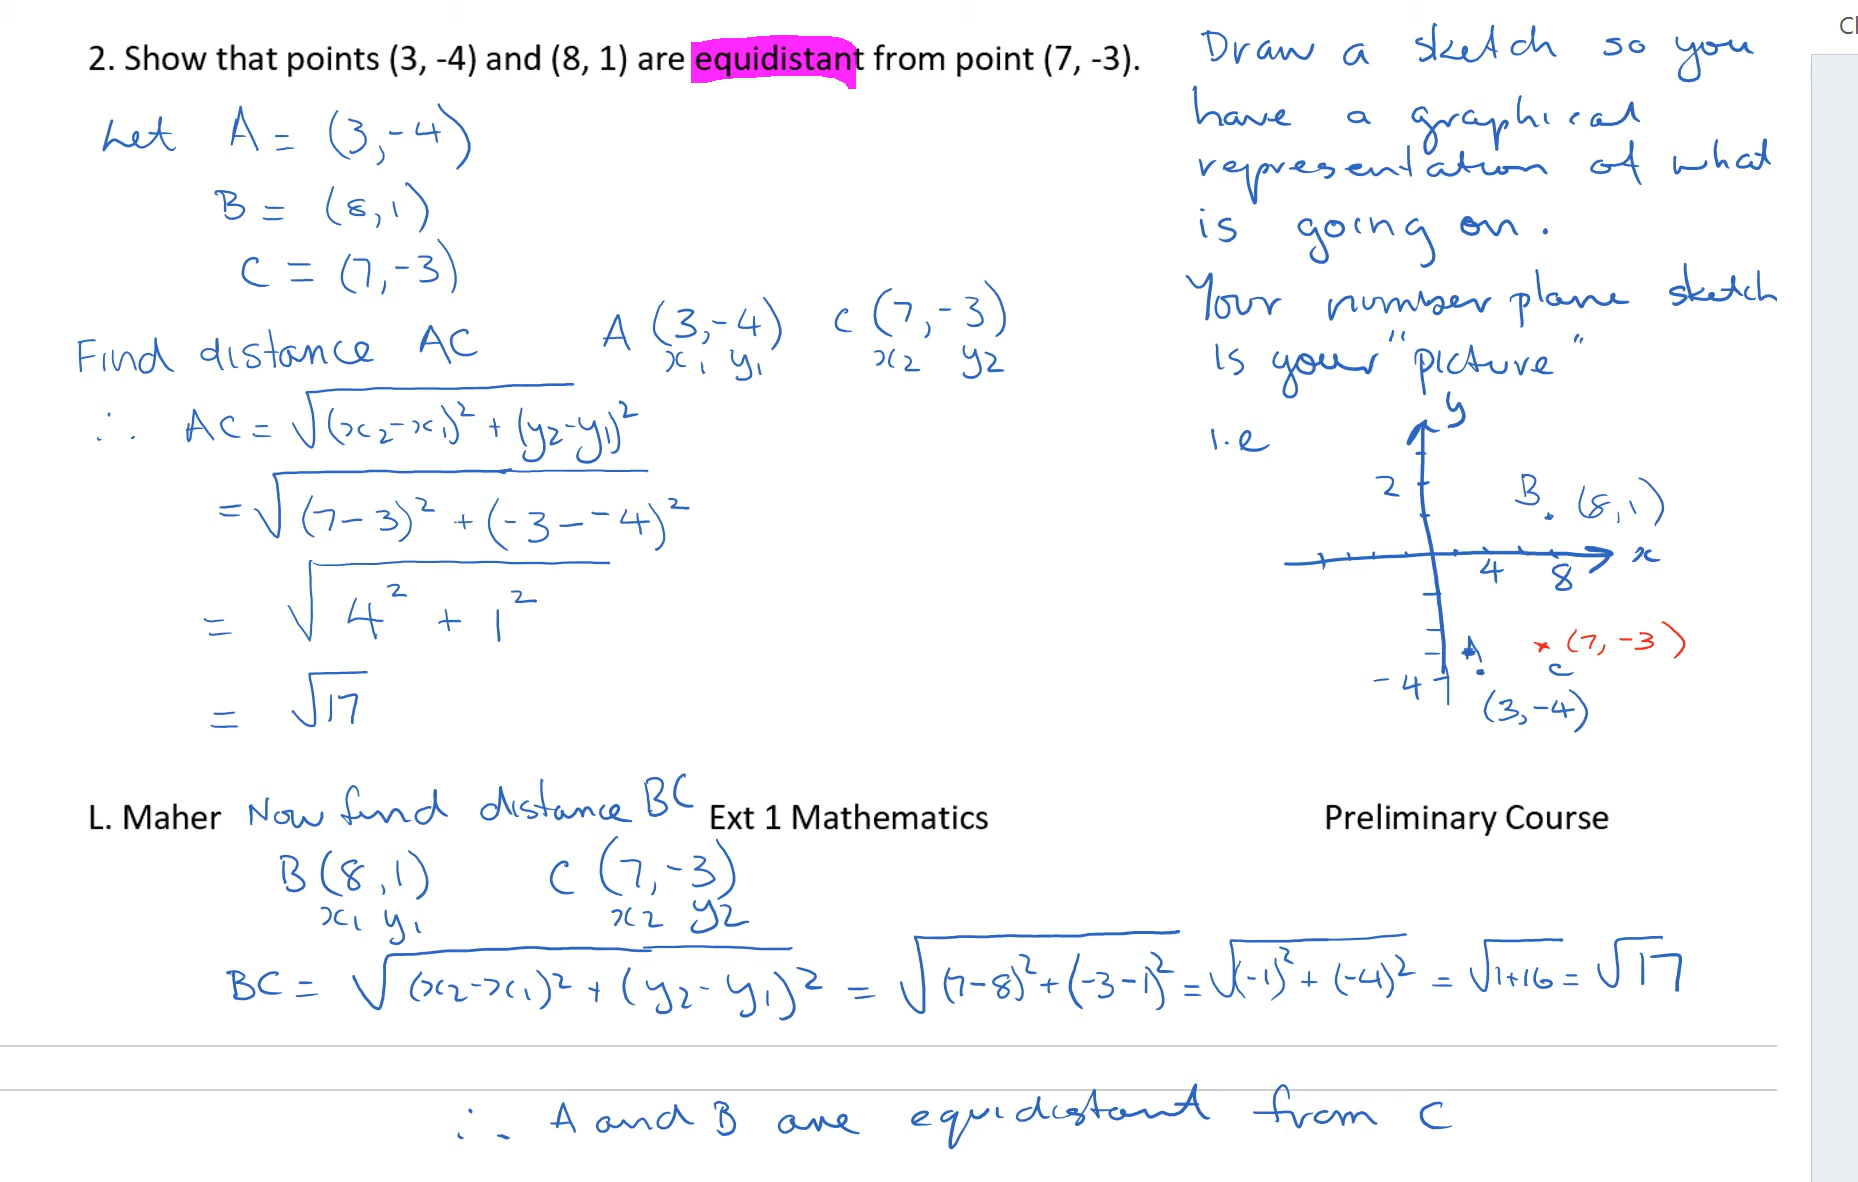 2. Show that points (3, -4) and (8, 1) are equidistant from point (7, -3).
Let A = (3,-4)
B = (8,1)
C = (7,-3)
Find distance AC
A (3,-4) C (7,-3)
x₁ y₁ x₂ y₂
∴ AC = √((x₂-x₁)² + (y₂-y₁)²)
= √((7-3)² + (-3--4)²)
= √(4² + 1²)
= √17
Draw a sketch so you
have a graphical
representation of what
is going on.
Your number plane sketch
is your "picture"
i.e
y
2
B (8,1)
x
4 8
A
(7, -3)
C
-4
(3,-4)
L. Maher Now find distance BC Ext 1 Mathematics Preliminary Course
B (8,1) C (7,-3)
x₁ y₁ x₂ y₂
BC = √((x₂-x₁)² + (y₂-y₁)²) = √((7-8)² + (-3-1)²) = √((-1)² + (-4)²) = √(1+16) = √17
∴ A and B are equidistant from C